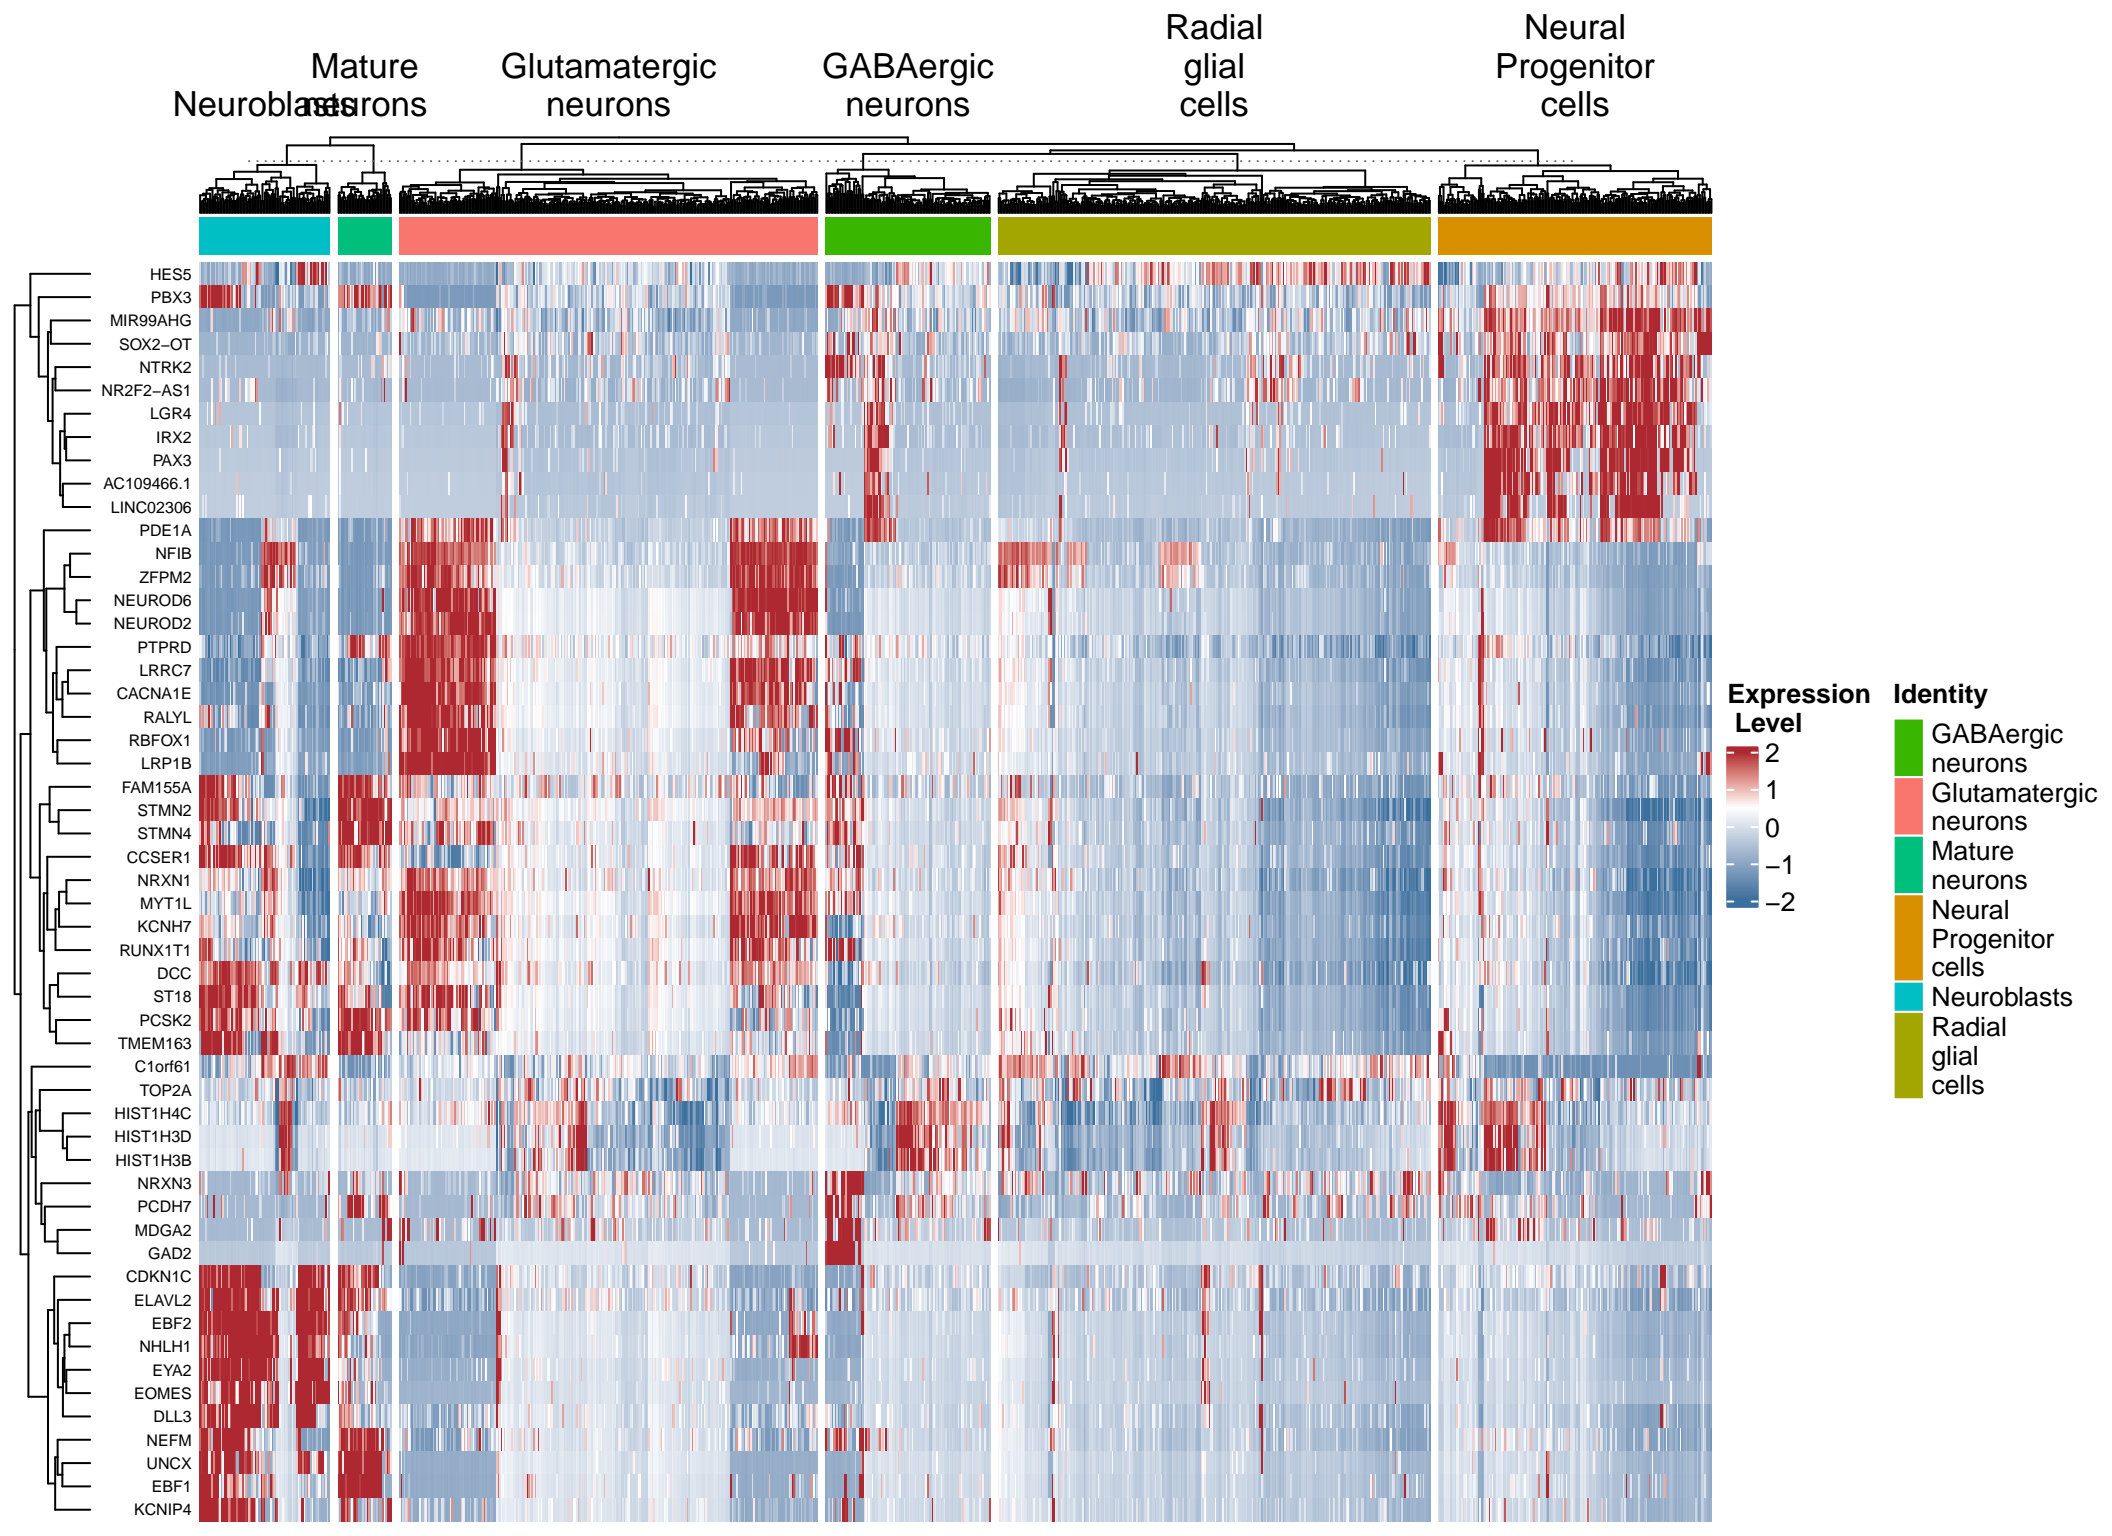 Neuroblasts
Mature
neurons
Glutamatergic
neurons
GABAergic
neurons
Radial
glial
cells
Neural
Progenitor
cells
HES5
PBX3
MIR99AHG
SOX2−OT
NTRK2
NR2F2−AS1
LGR4
IRX2
PAX3
AC109466.1
LINC02306
PDE1A
NFIB
ZFPM2
NEUROD6
NEUROD2
PTPRD
LRRC7
CACNA1E
RALYL
RBFOX1
LRP1B
FAM155A
STMN2
STMN4
CCSER1
NRXN1
MYT1L
KCNH7
RUNX1T1
DCC
ST18
PCSK2
TMEM163
C1orf61
TOP2A
HIST1H4C
HIST1H3D
HIST1H3B
NRXN3
PCDH7
MDGA2
GAD2
CDKN1C
ELAVL2
EBF2
NHLH1
EYA2
EOMES
DLL3
NEFM
UNCX
EBF1
KCNIP4
Expression
Level
2
1
0
−1
−2
Identity
GABAergic
neurons
Glutamatergic
neurons
Mature
neurons
Neural
Progenitor
cells
Neuroblasts
Radial
glial
cells